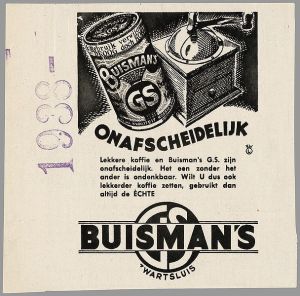 1938-
BUISMAN'S
GS
ONAFSCHEIDELIJK
Lekkere koffie en Buisman's G.S. zijn
onafscheidelijk. Het een zonder het
ander is ondenkbaar. Wilt U dus ook
lekkerder koffie zetten, gebruikt dan
altijd de ÉCHTE
GS
BUISMAN'S
ZWARTSLUIS